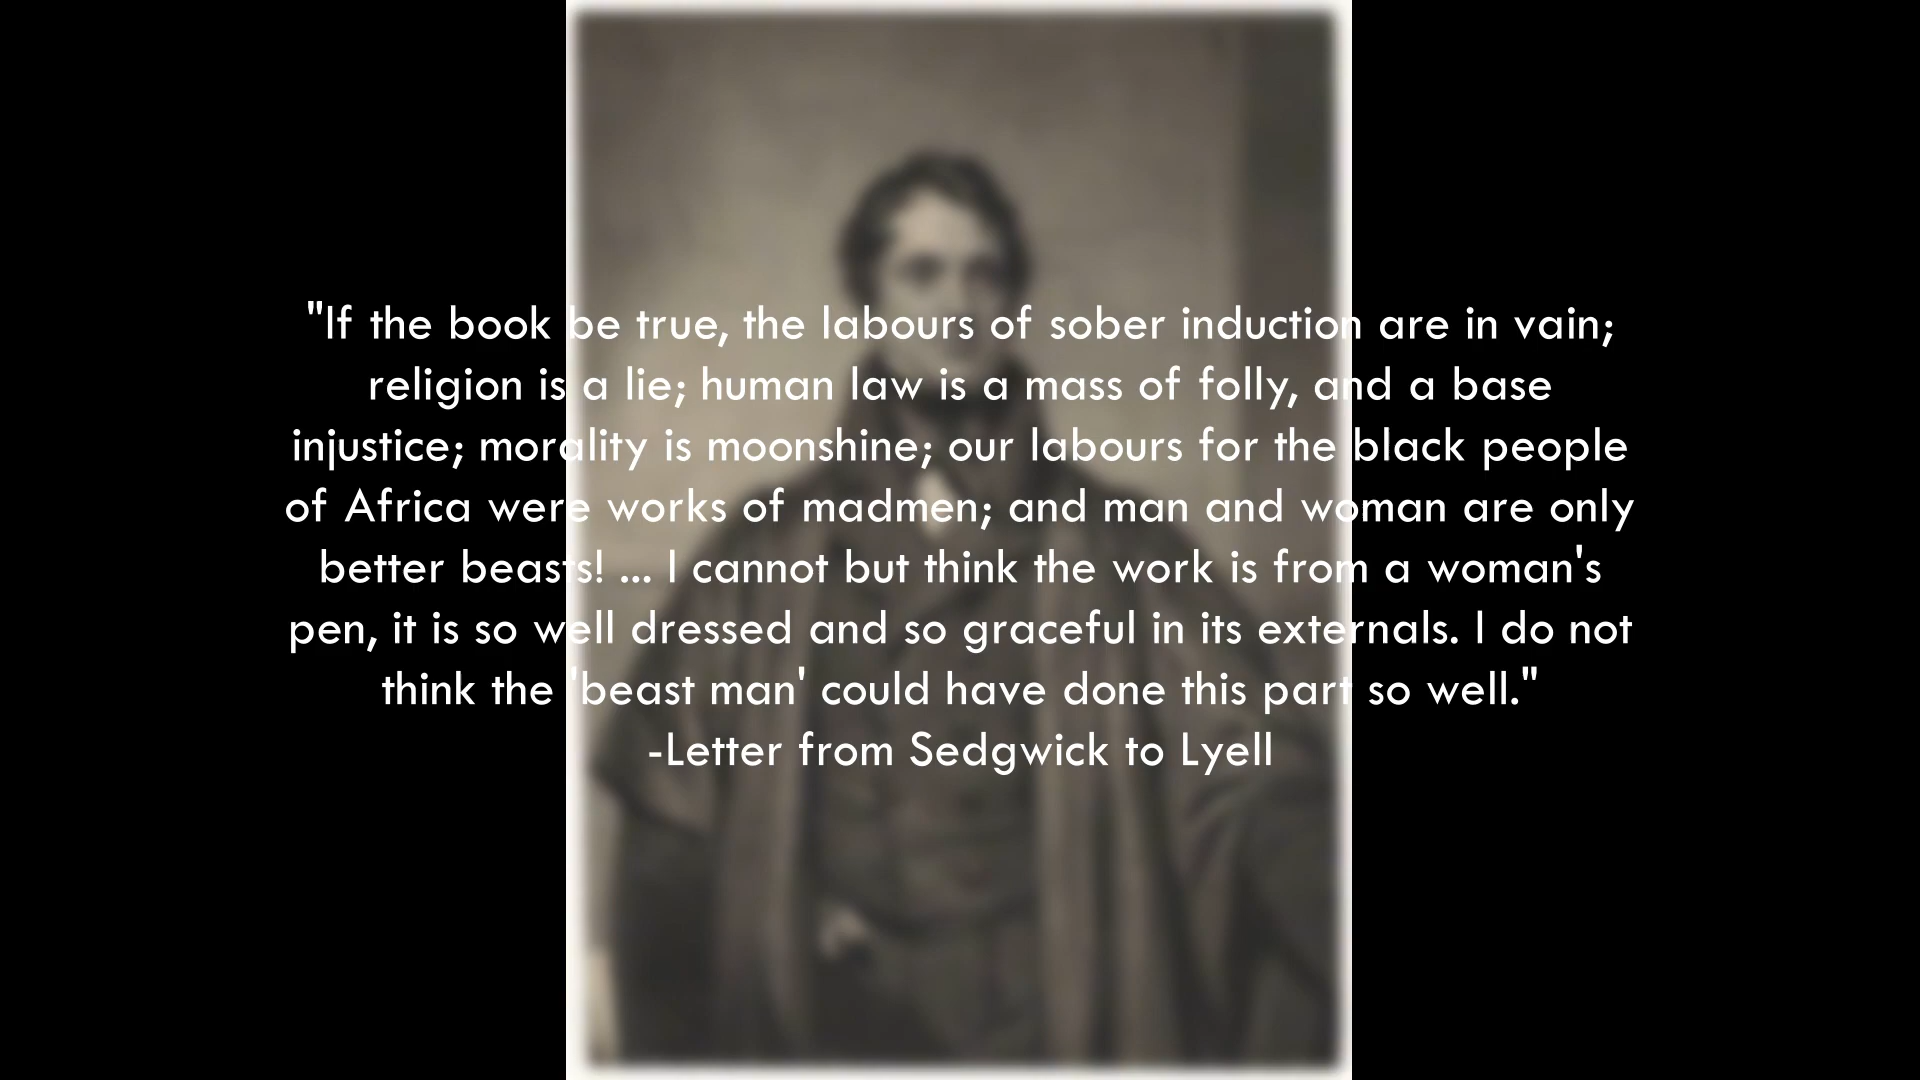 "If the book be true, the labours of sober induction are in vain;
religion is a lie; human law is a mass of folly, and a base
injustice; morality is moonshine; our labours for the black people
of Africa were works of madmen; and man and woman are only
better beasts! ... I cannot but think the work is from a woman's
pen, it is so well dressed and so graceful in its externals. I do not
think the 'beast man' could have done this part so well."
-Letter from Sedgwick to Lyell